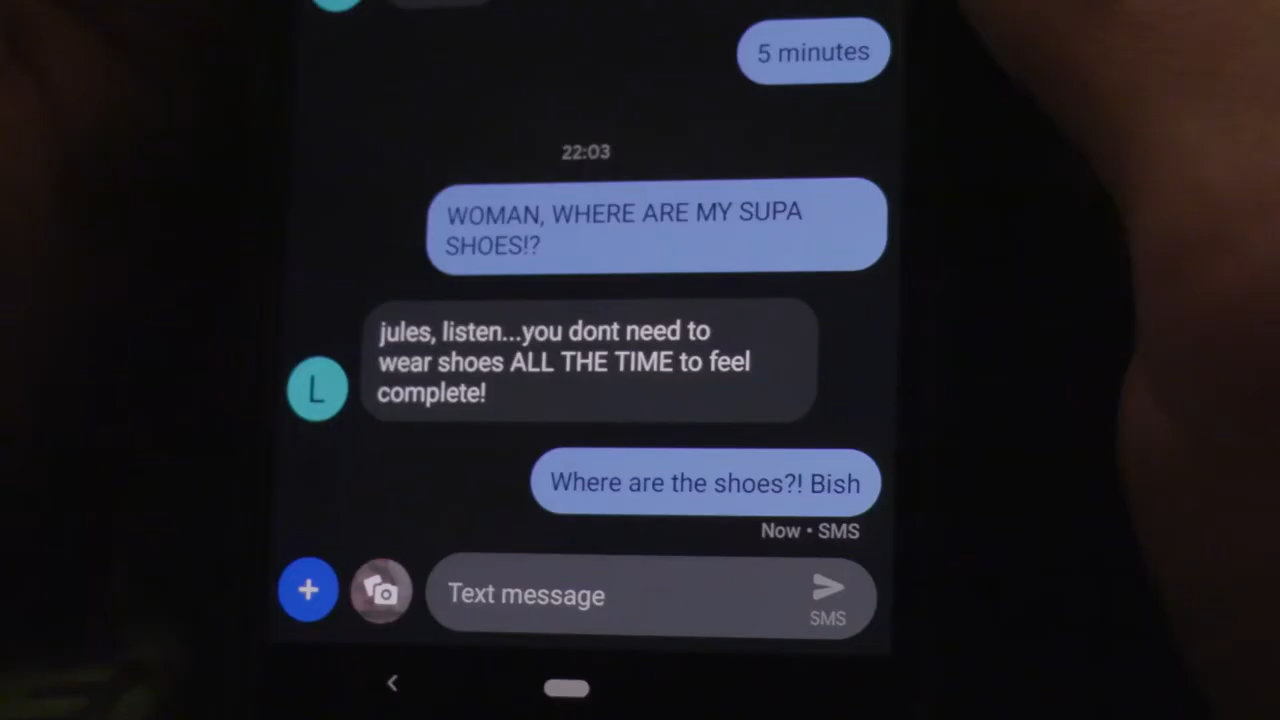 5 minutes
22:03
WOMAN, WHERE ARE MY SUPA
SHOES!?
jules, listen...you dont need to
wear shoes ALL THE TIME to feel
complete!
L
Where are the shoes?! Bish
Now • SMS
Text message
SMS